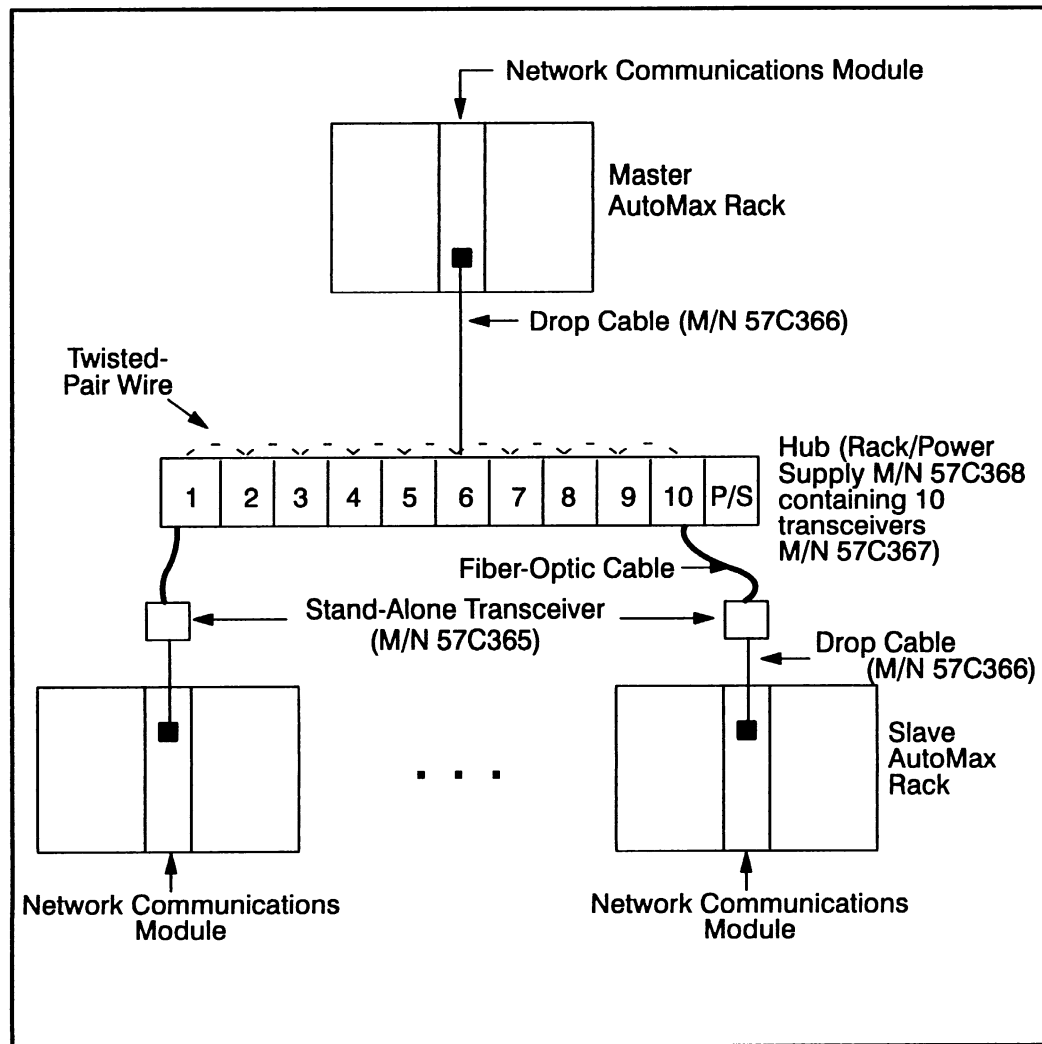 Network Communications Module
Master
AutoMax Rack
Drop Cable (M/N 57C366)
Twisted-
Pair Wire
1 2 3 4 5 6 7 8 9 10 P/S
Hub (Rack/Power
Supply M/N 57C368
containing 10
transceivers
M/N 57C367)
Fiber-Optic Cable
Stand-Alone Transceiver
(M/N 57C365)
Drop Cable
(M/N 57C366)
Slave
AutoMax
Rack
Network Communications
Module
Network Communications
Module